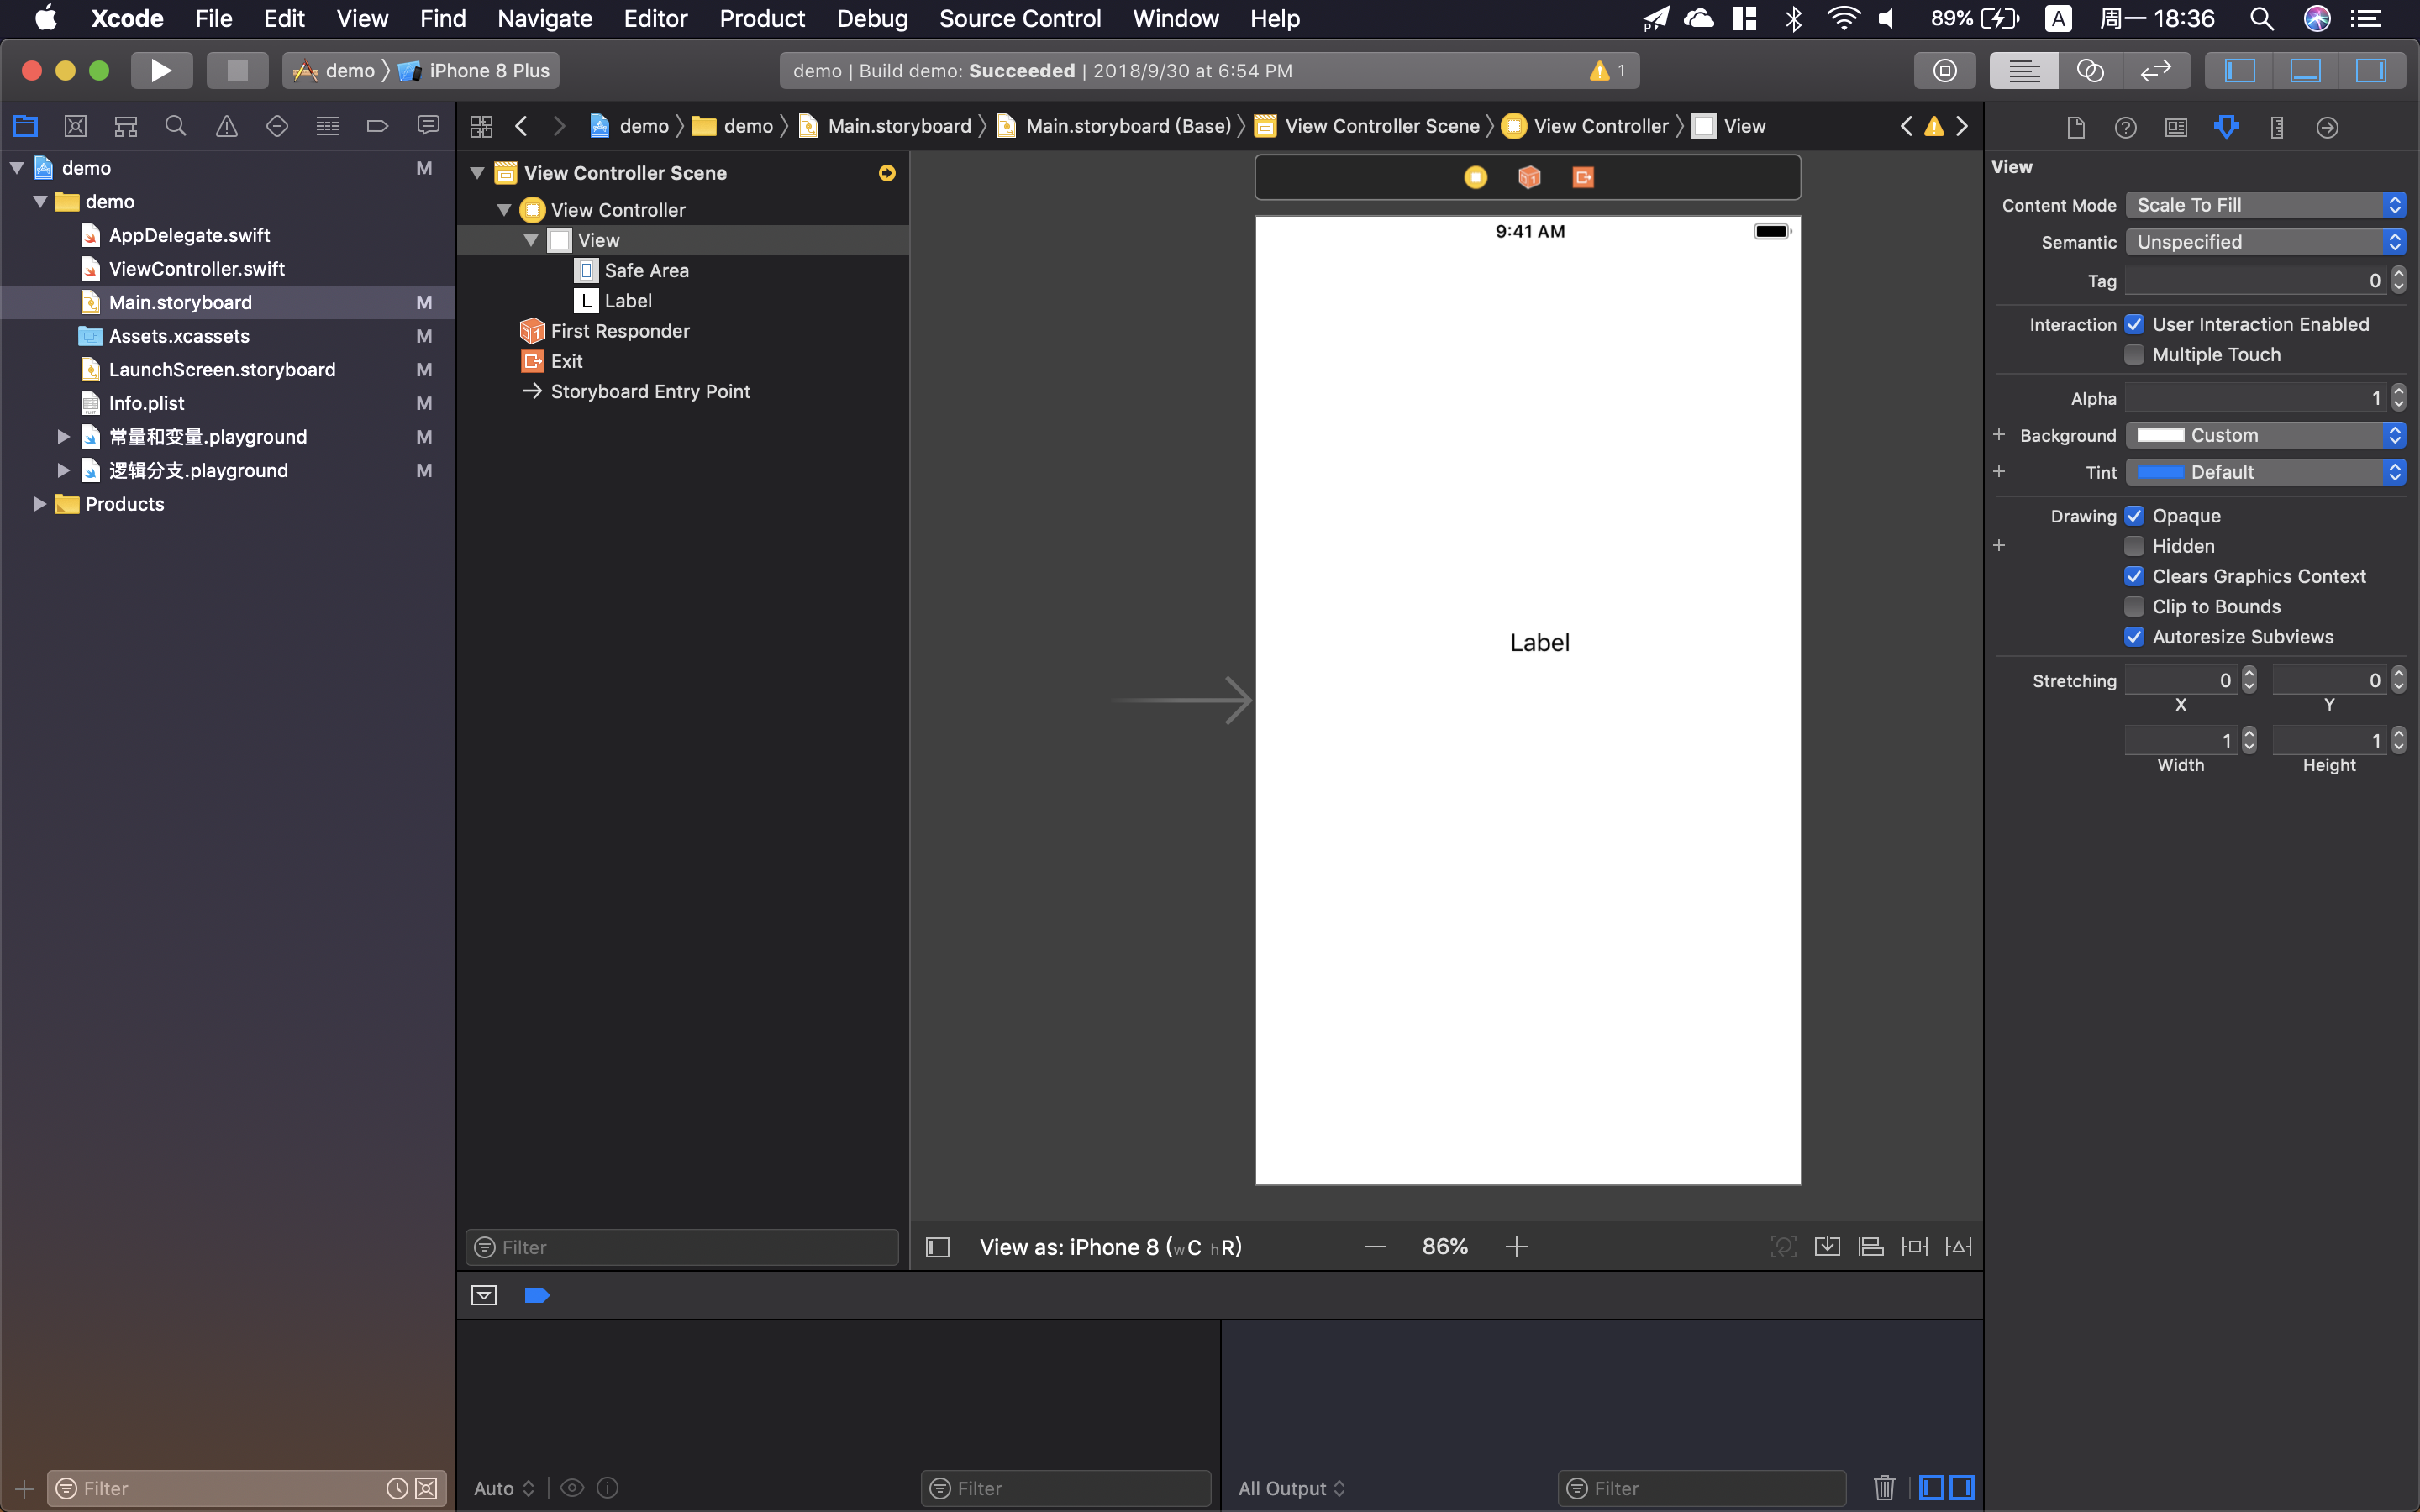 Xcode File Edit View Find Navigate Editor Product Debug Source Control Window Help P 89% A 周一 18:36
demo 〉 iPhone 8 Plus
demo | Build demo: Succeeded | 2018/9/30 at 6:54 PM 1
demo 〉 demo 〉 Main.storyboard 〉 Main.storyboard (Base) 〉 View Controller Scene 〉 View Controller 〉 View
demo M
demo
AppDelegate.swift
ViewController.swift
Main.storyboard M
Assets.xcassets M
LaunchScreen.storyboard M
Info.plist M
常量和变量.playground M
逻辑分支.playground M
Products
Filter
View Controller Scene
View Controller
View
Safe Area
L Label
1 First Responder
Exit
Storyboard Entry Point
Filter
1
9:41 AM
Label
View as: iPhone 8 (wC hR)
86%
View
Content Mode Scale To Fill
Semantic Unspecified
Tag 0
Interaction User Interaction Enabled
Multiple Touch
Alpha 1
+ Background Custom
+ Tint Default
Drawing Opaque
+ Hidden
Clears Graphics Context
Clip to Bounds
Autoresize Subviews
Stretching 0 0
X Y
1 1
Width Height
Auto
Filter
All Output
Filter